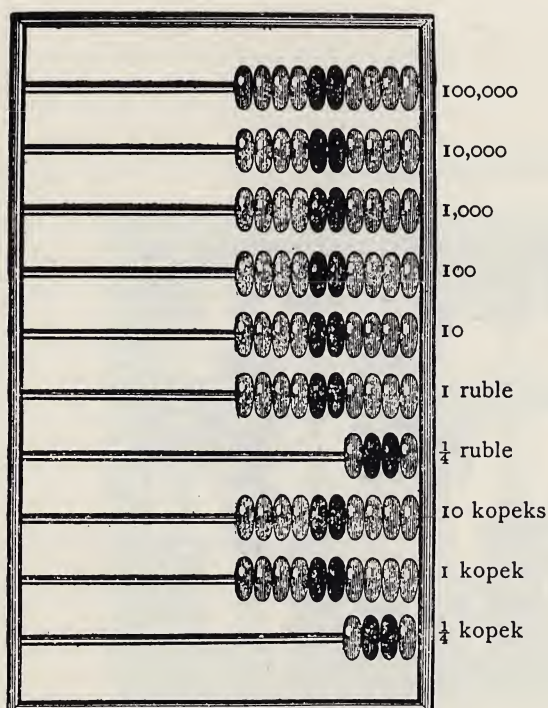 100,000
10,000
1,000
100
10
1 ruble
¼ ruble
10 kopeks
1 kopek
¼ kopek